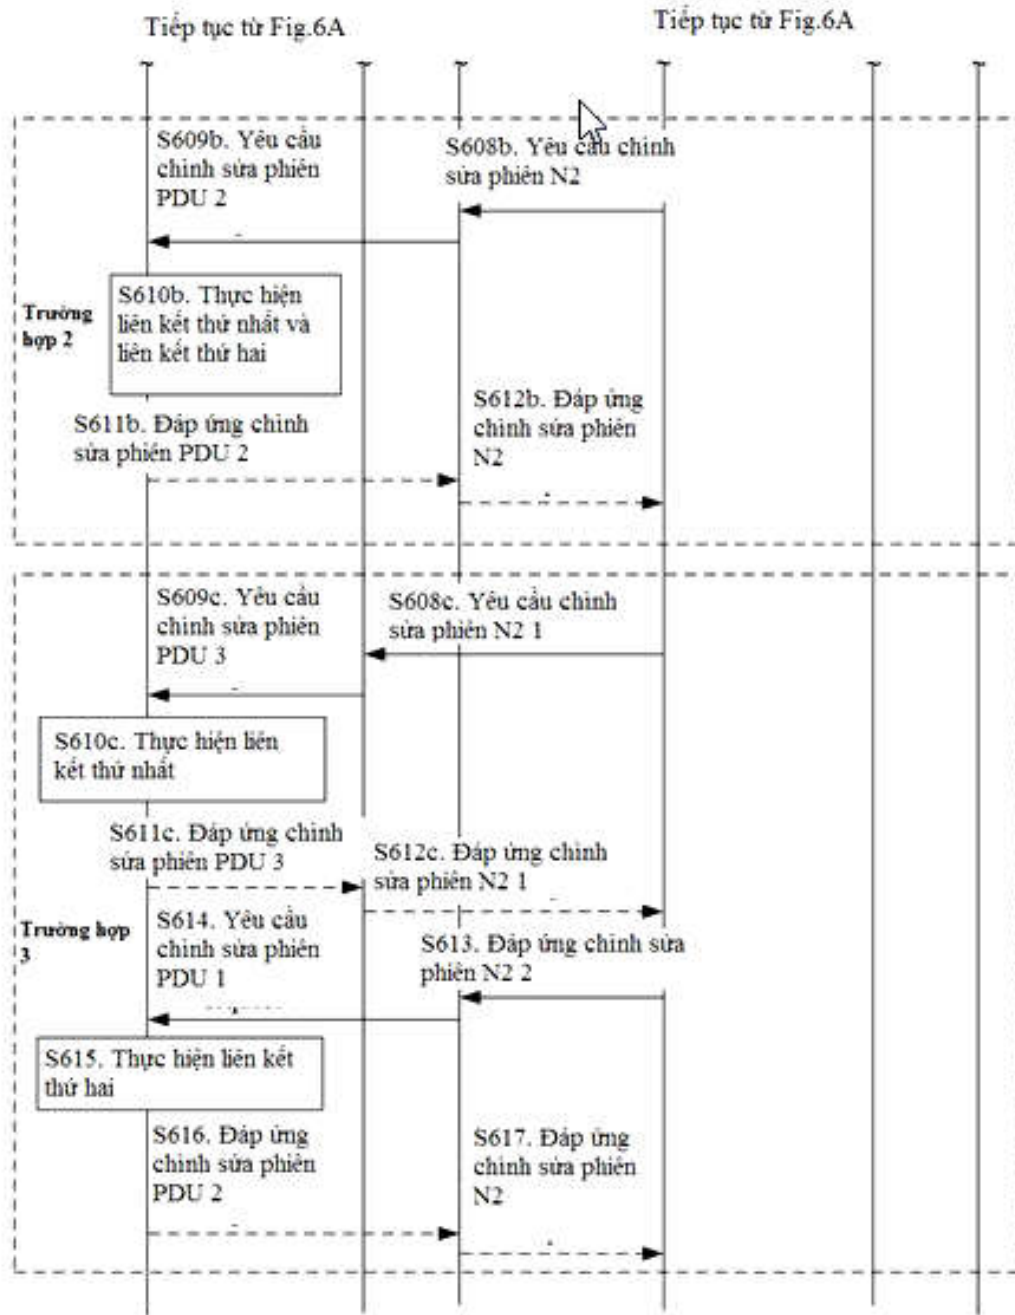 Tiếp tục từ Fig.6A
Tiếp tục từ Fig.6A
S609b. Yêu cầu
chỉnh sửa phiên
PDU 2
S608b. Yêu cầu chỉnh
sửa phiên N2
Trường
hợp 2
S610b. Thực hiện
liên kết thứ nhất và
liên kết thứ hai
S611b. Đáp ứng chỉnh
sửa phiên PDU 2
S612b. Đáp ứng
chỉnh sửa phiên
N2
S609c. Yêu cầu
chỉnh sửa phiên
PDU 3
S608c. Yêu cầu chỉnh
sửa phiên N2 1
S610c. Thực hiện liên
kết thứ nhất
S611c. Đáp ứng chỉnh
sửa phiên PDU 3
S612c. Đáp ứng chỉnh
sửa phiên N2 1
Trường hợp
3
S614. Yêu cầu
chỉnh sửa phiên
PDU 1
S613. Đáp ứng chỉnh sửa
phiên N2 2
S615. Thực hiện liên kết
thứ hai
S616. Đáp ứng
chỉnh sửa phiên
PDU 2
S617. Đáp ứng
chỉnh sửa phiên
N2